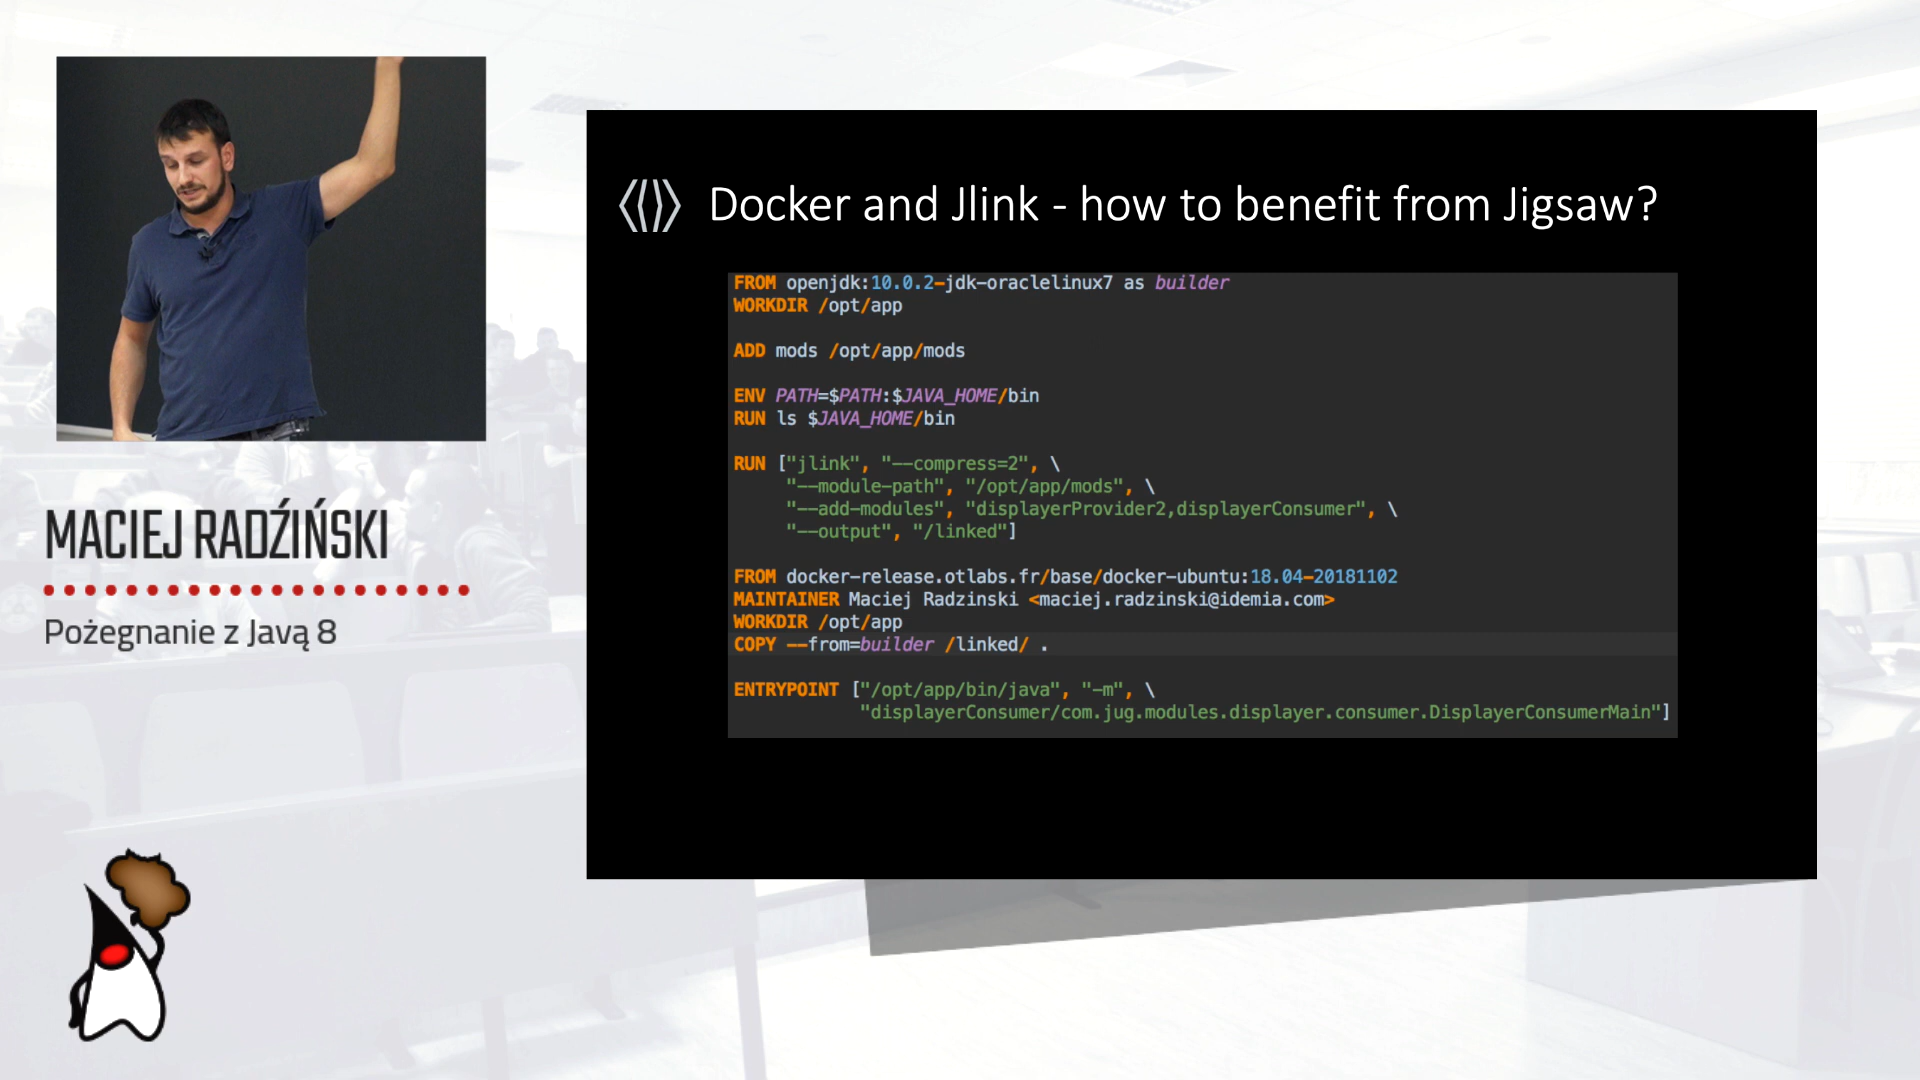 MACIEJ RADŹIŃSKI
Pożegnanie z Javą 8
Docker and Jlink - how to benefit from Jigsaw?
FROM openjdk:10.0.2-jdk-oraclelinux7 as builder
WORKDIR /opt/app
ADD mods /opt/app/mods
ENV PATH=$PATH:$JAVA_HOME/bin
RUN ls $JAVA_HOME/bin
RUN ["jlink", "--compress=2", \
"--module-path", "/opt/app/mods", \
"--add-modules", "displayerProvider2,displayerConsumer", \
"--output", "/linked"]
FROM docker-release.otlabs.fr/base/docker-ubuntu:18.04-20181102
MAINTAINER Maciej Radzinski <maciej.radzinski@idemia.com>
WORKDIR /opt/app
COPY --from=builder /linked/ .
ENTRYPOINT ["/opt/app/bin/java", "-m", \
"displayerConsumer/com.jug.modules.displayer.consumer.DisplayerConsumerMain"]